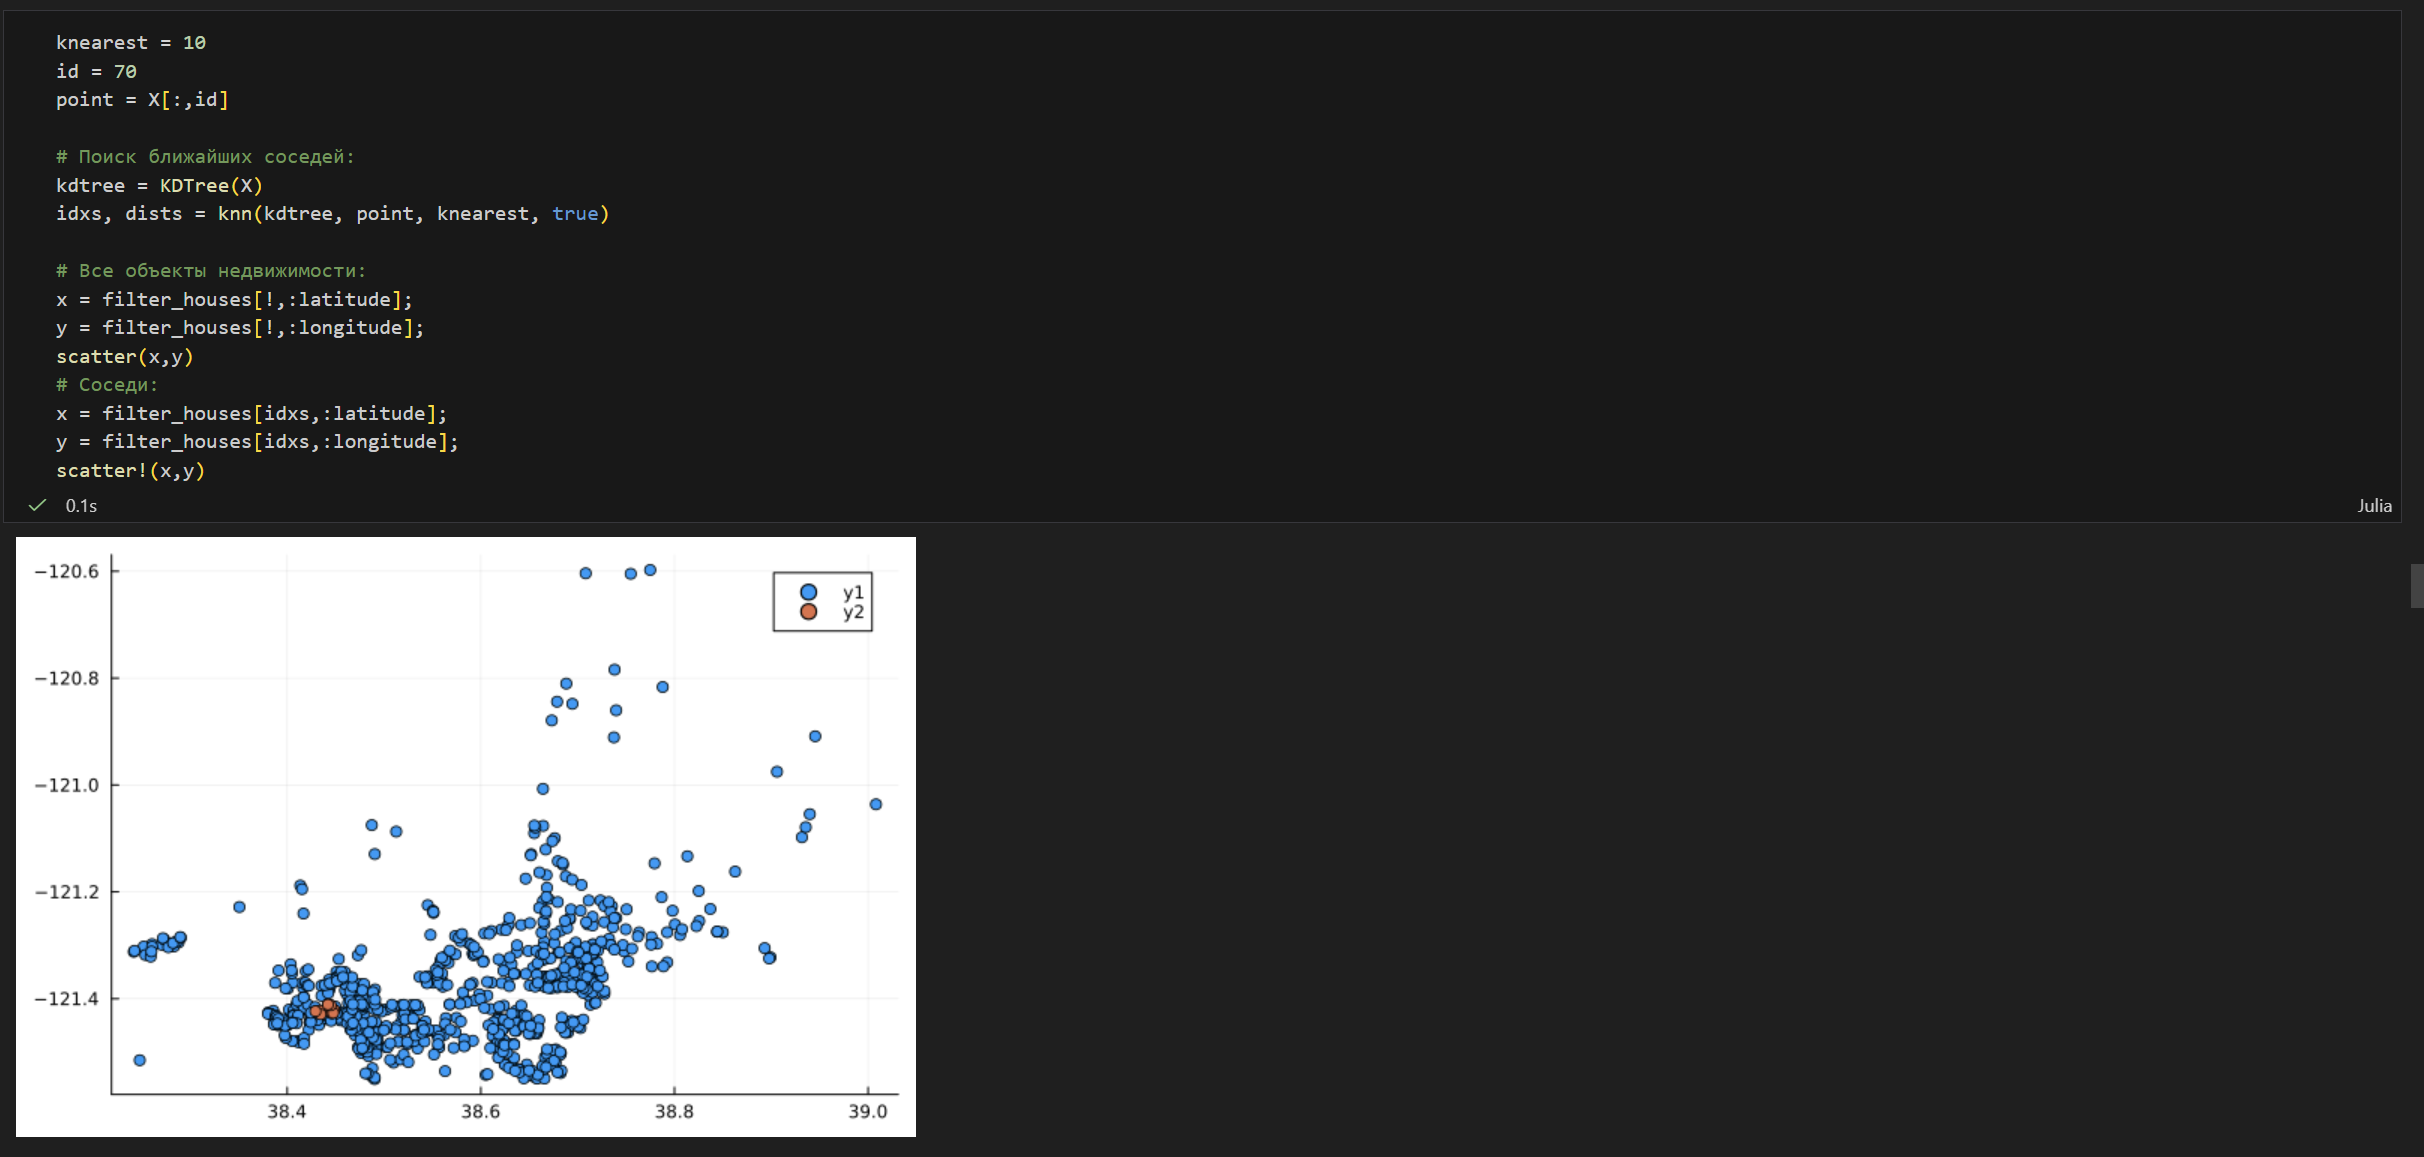 knearest = 10
id = 70
point = X[:,id]
# Поиск ближайших соседей:
kdtree = KDTree(X)
idxs, dists = knn(kdtree, point, knearest, true)
# Все объекты недвижимости:
x = filter_houses[!,:latitude];
y = filter_houses[!,:longitude];
scatter(x,y)
# Соседи:
x = filter_houses[idxs,:latitude];
y = filter_houses[idxs,:longitude];
scatter!(x,y)
0.1s
Julia
−120.6
y1
y2
−120.8
−121.0
−121.2
−121.4
38.4 38.6 38.8 39.0